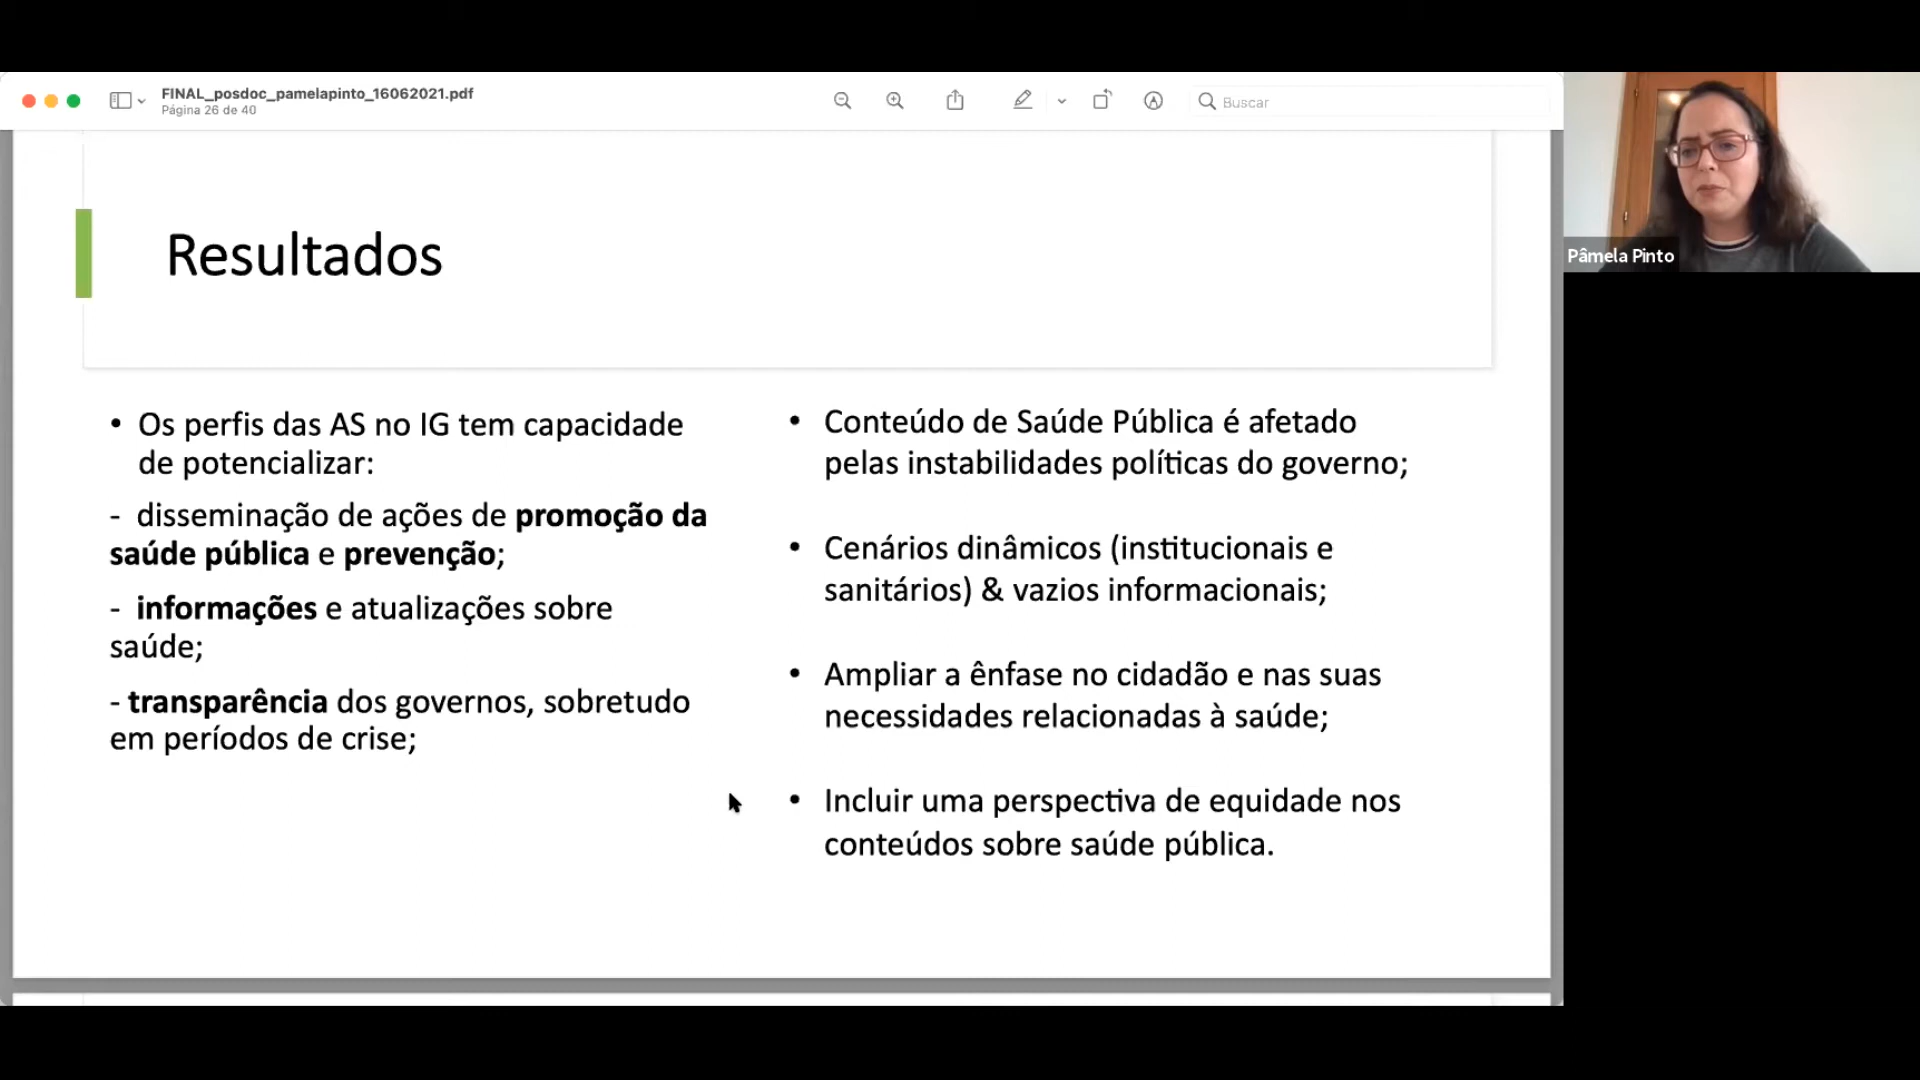 FINAL_posdoc_pamelapinto_16062021.pdf
Página 26 de 40
Buscar
Pâmela Pinto
Resultados
• Os perfis das AS no IG tem capacidade
de potencializar:
- disseminação de ações de promoção da
saúde pública e prevenção;
- informações e atualizações sobre
saúde;
- transparência dos governos, sobretudo
em períodos de crise;
• Conteúdo de Saúde Pública é afetado
pelas instabilidades políticas do governo;
• Cenários dinâmicos (institucionais e
sanitários) & vazios informacionais;
• Ampliar a ênfase no cidadão e nas suas
necessidades relacionadas à saúde;
• Incluir uma perspectiva de equidade nos
conteúdos sobre saúde pública.